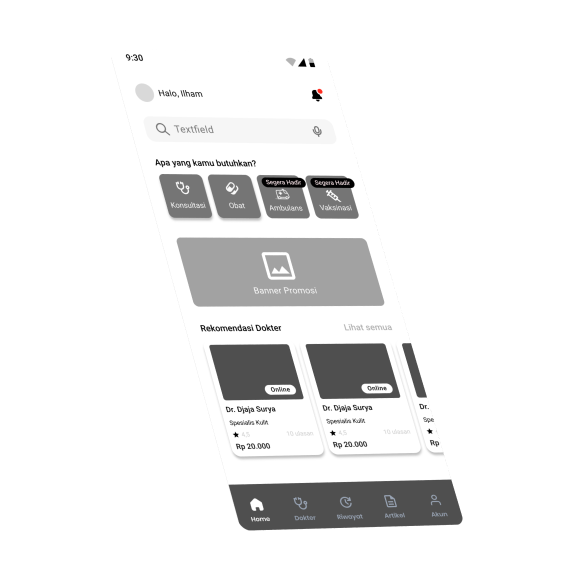 9:30
Halo, Ilham
Textfield
Apa yang kamu butuhkan?
Segera Hadir Segera Hadir
Konsultasi Obat Ambulans Vaksinasi
Banner Promosi
Rekomendasi Dokter Lihat semua
Online Online
Dr. Djaja Surya Dr. Djaja Surya Dr.
Spesialis Kulit Spesialis Kulit Spe
4,5 10 ulasan 4,5 10 ulasan
Rp 20.000 Rp 20.000 Rp
Home Dokter Riwayat Artikel Akun